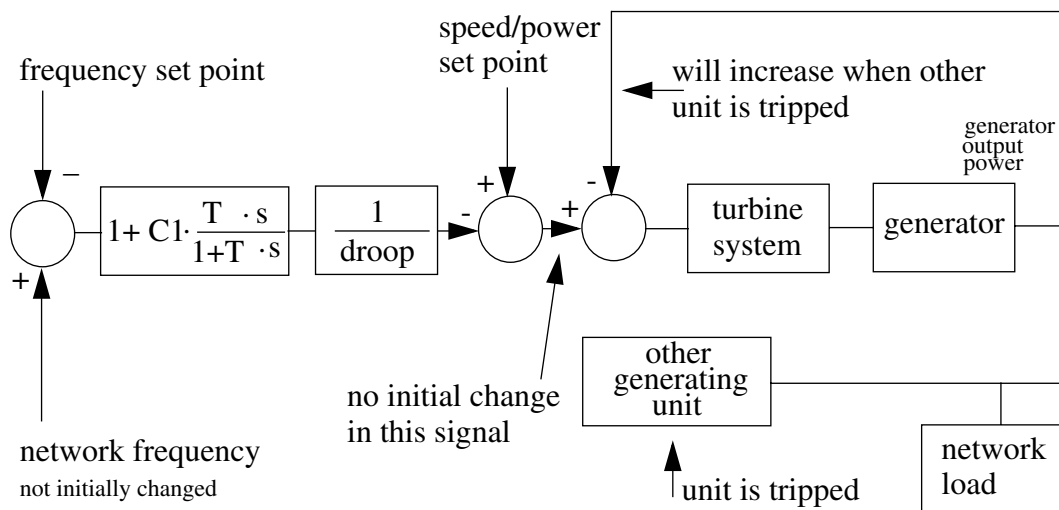 speed/power
set point
frequency set point
will increase when other
unit is tripped
generator
output
power
−
+
-
1+ Cl· T · s / 1+T · s
1
droop
-
+
turbine
system
generator
+
other
generating
unit
no initial change
in this signal
network frequency
not initially changed
unit is tripped
network
load